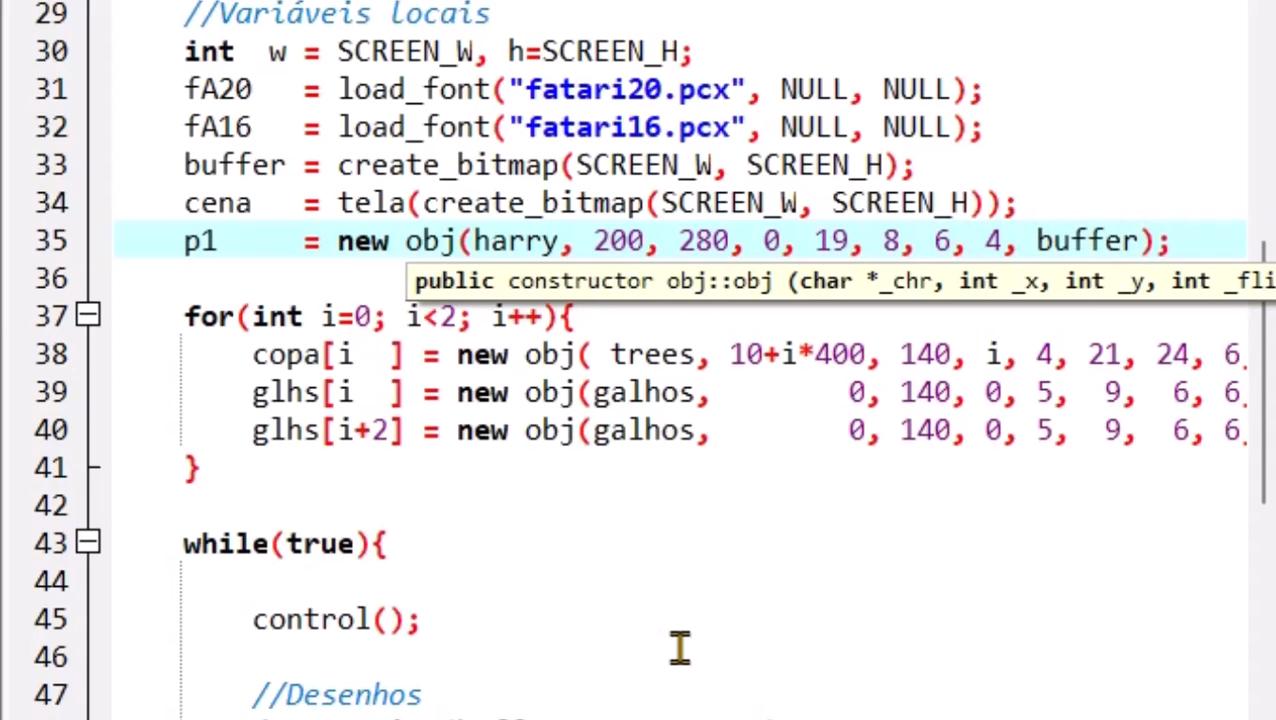 29 //Variáveis locais
30 int w = SCREEN_W, h=SCREEN_H;
31 fA20 = load_font("fatari20.pcx", NULL, NULL);
32 fA16 = load_font("fatari16.pcx", NULL, NULL);
33 buffer = create_bitmap(SCREEN_W, SCREEN_H);
34 cena = tela(create_bitmap(SCREEN_W, SCREEN_H));
35 p1 = new obj(harry, 200, 280, 0, 19, 8, 6, 4, buffer);
36 public constructor obj::obj (char *_chr, int _x, int _y, int _fli
37 for(int i=0; i<2; i++){
38 copa[i ] = new obj( trees, 10+i*400, 140, i, 4, 21, 24, 6,
39 glhs[i ] = new obj(galhos, 0, 140, 0, 5, 9, 6, 6,
40 glhs[i+2] = new obj(galhos, 0, 140, 0, 5, 9, 6, 6,
41 }
42
43 while(true){
44
45 control();
46
47 //Desenhos